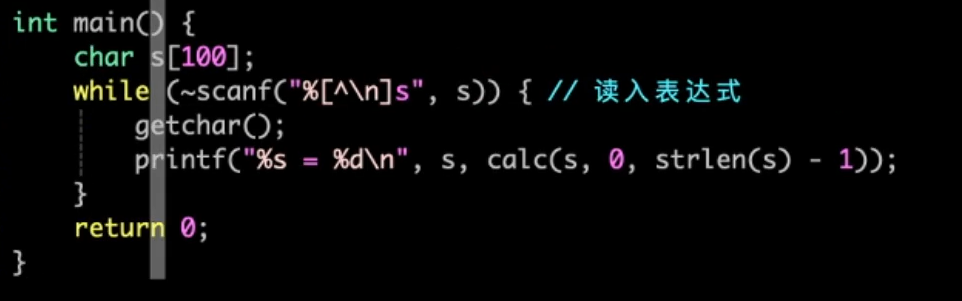 int main() {
    char s[100];
    while (~scanf("%[^\n]s", s)) { // 读入表达式
        getchar();
        printf("%s = %d\n", s, calc(s, 0, strlen(s) - 1));
    }
    return 0;
}